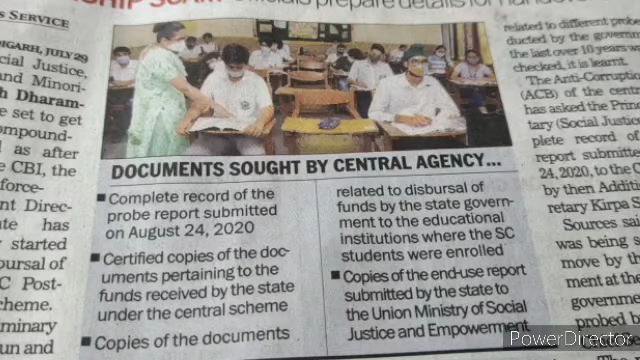 SERVICE
DIGARH, JULY 29
cial Justice,
and Minori-
h Dharam-
e set to get
ompound-
as after
CBI, the
force-
nt Direc-
te has
started
bursal of
C Post-
cheme.
minary
un and
DOCUMENTS SOUGHT BY CENTRAL AGENCY...
■ Complete record of the
probe report submitted
on August 24, 2020
■ Certified copies of the doc-
uments pertaining to the
funds received by the state
under the central scheme
■ Copies of the documents
related to disbursal of
funds by the state govern-
ment to the educational
institutions where the SC
students were enrolled
■ Copies of the end-use report
submitted by the state to
the Union Ministry of Social
Justice and Empowerment
related to different
ducted by the governm
the last over 10 years w
checked, it is learnt.
The Anti-Corruptio
(ACB) of the centr
has asked the Prin
tary (Social Justic
plete record of
report submitte
24, 2020, to the C
by then Additi
retary Kirpa S
Sources sai
was being s
move by th
ment at the
governme
probed b
PowerDirector